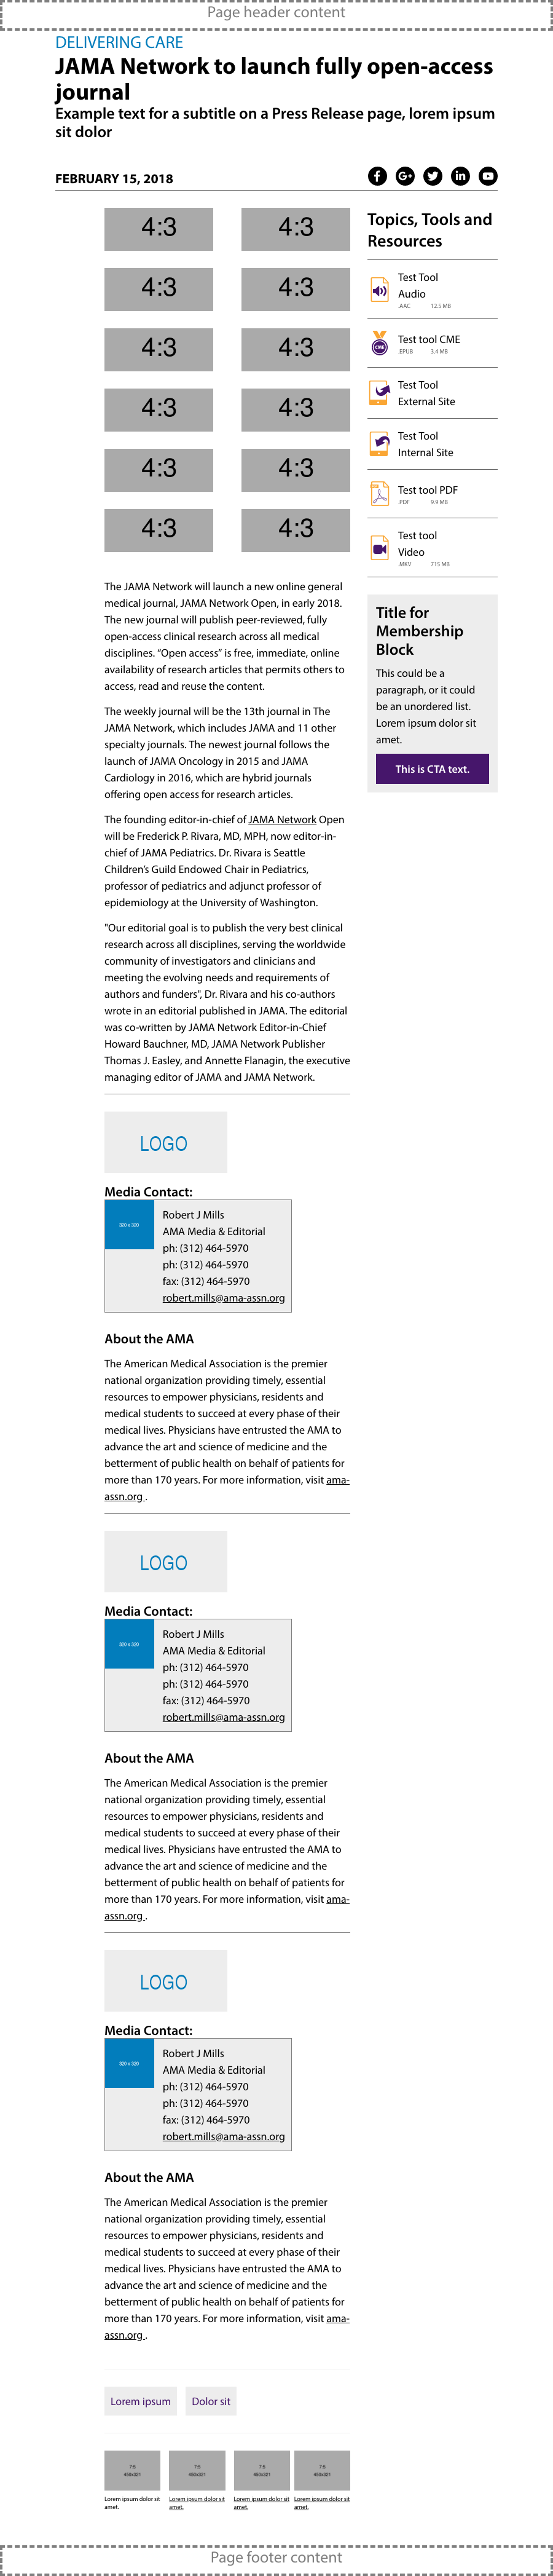 Page header content
DELIVERING CARE
JAMA Network to launch fully open-access
journal
Example text for a subtitle on a Press Release page, lorem ipsum
sit dolor
FEBRUARY 15, 2018
4:3 4:3
4:3 4:3
4:3 4:3
4:3 4:3
4:3 4:3
4:3 4:3
The JAMA Network will launch a new online general
medical journal, JAMA Network Open, in early 2018.
The new journal will publish peer-reviewed, fully
open-access clinical research across all medical
disciplines. “Open access” is free, immediate, online
availability of research articles that permits others to
access, read and reuse the content.
The weekly journal will be the 13th journal in The
JAMA Network, which includes JAMA and 11 other
specialty journals. The newest journal follows the
launch of JAMA Oncology in 2015 and JAMA
Cardiology in 2016, which are hybrid journals
offering open access for research articles.
The founding editor-in-chief of JAMA Network Open
will be Frederick P. Rivara, MD, MPH, now editor-in-
chief of JAMA Pediatrics. Dr. Rivara is Seattle
Children’s Guild Endowed Chair in Pediatrics,
professor of pediatrics and adjunct professor of
epidemiology at the University of Washington.
"Our editorial goal is to publish the very best clinical
research across all disciplines, serving the worldwide
community of investigators and clinicians and
meeting the evolving needs and requirements of
authors and funders", Dr. Rivara and his co-authors
wrote in an editorial published in JAMA. The editorial
was co-written by JAMA Network Editor-in-Chief
Howard Bauchner, MD, JAMA Network Publisher
Thomas J. Easley, and Annette Flanagin, the executive
managing editor of JAMA and JAMA Network.
LOGO
Media Contact:
320 x 320
Robert J Mills
AMA Media & Editorial
ph: (312) 464-5970
ph: (312) 464-5970
fax: (312) 464-5970
robert.mills@ama-assn.org
About the AMA
The American Medical Association is the premier
national organization providing timely, essential
resources to empower physicians, residents and
medical students to succeed at every phase of their
medical lives. Physicians have entrusted the AMA to
advance the art and science of medicine and the
betterment of public health on behalf of patients for
more than 170 years. For more information, visit ama-
assn.org .
LOGO
Media Contact:
320 x 320
Robert J Mills
AMA Media & Editorial
ph: (312) 464-5970
ph: (312) 464-5970
fax: (312) 464-5970
robert.mills@ama-assn.org
About the AMA
The American Medical Association is the premier
national organization providing timely, essential
resources to empower physicians, residents and
medical students to succeed at every phase of their
medical lives. Physicians have entrusted the AMA to
advance the art and science of medicine and the
betterment of public health on behalf of patients for
more than 170 years. For more information, visit ama-
assn.org .
LOGO
Media Contact:
320 x 320
Robert J Mills
AMA Media & Editorial
ph: (312) 464-5970
ph: (312) 464-5970
fax: (312) 464-5970
robert.mills@ama-assn.org
About the AMA
The American Medical Association is the premier
national organization providing timely, essential
resources to empower physicians, residents and
medical students to succeed at every phase of their
medical lives. Physicians have entrusted the AMA to
advance the art and science of medicine and the
betterment of public health on behalf of patients for
more than 170 years. For more information, visit ama-
assn.org .
Lorem ipsum Dolor sit
Lorem ipsum dolor sit
amet.
Lorem ipsum dolor sit
amet.
Lorem ipsum dolor sit
amet.
Lorem ipsum dolor sit
amet.
Topics, Tools and
Resources
Test Tool
Audio
.AAC 12.5 MB
CME
Test tool CME
.EPUB 3.4 MB
Test Tool
External Site
Test Tool
Internal Site
Test tool PDF
.PDF 9.9 MB
Test tool
Video
.MKV 715 MB
Title for
Membership
Block
This could be a
paragraph, or it could
be an unordered list.
Lorem ipsum dolor sit
amet.
This is CTA text.
Page footer content